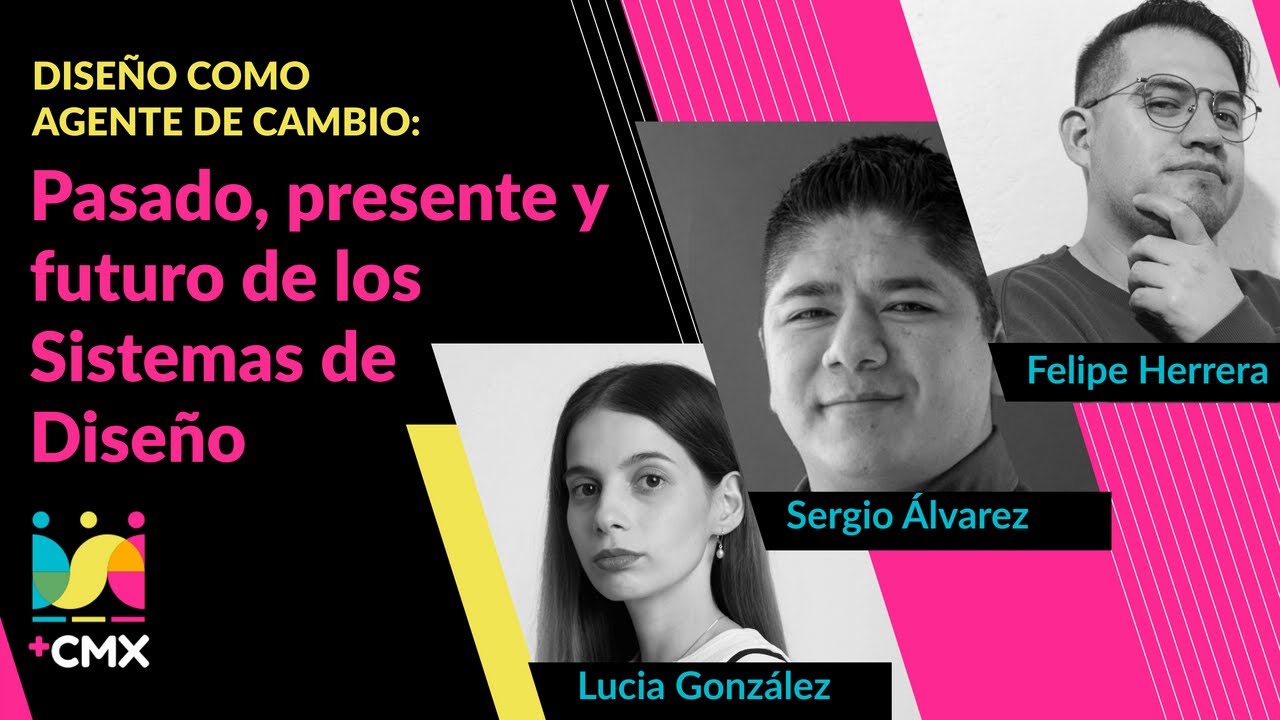 DISEÑO COMO
AGENTE DE CAMBIO:
Pasado, presente y
futuro de los
Sistemas de
Diseño
+CMX
Lucia González
Sergio Álvarez
Felipe Herrera